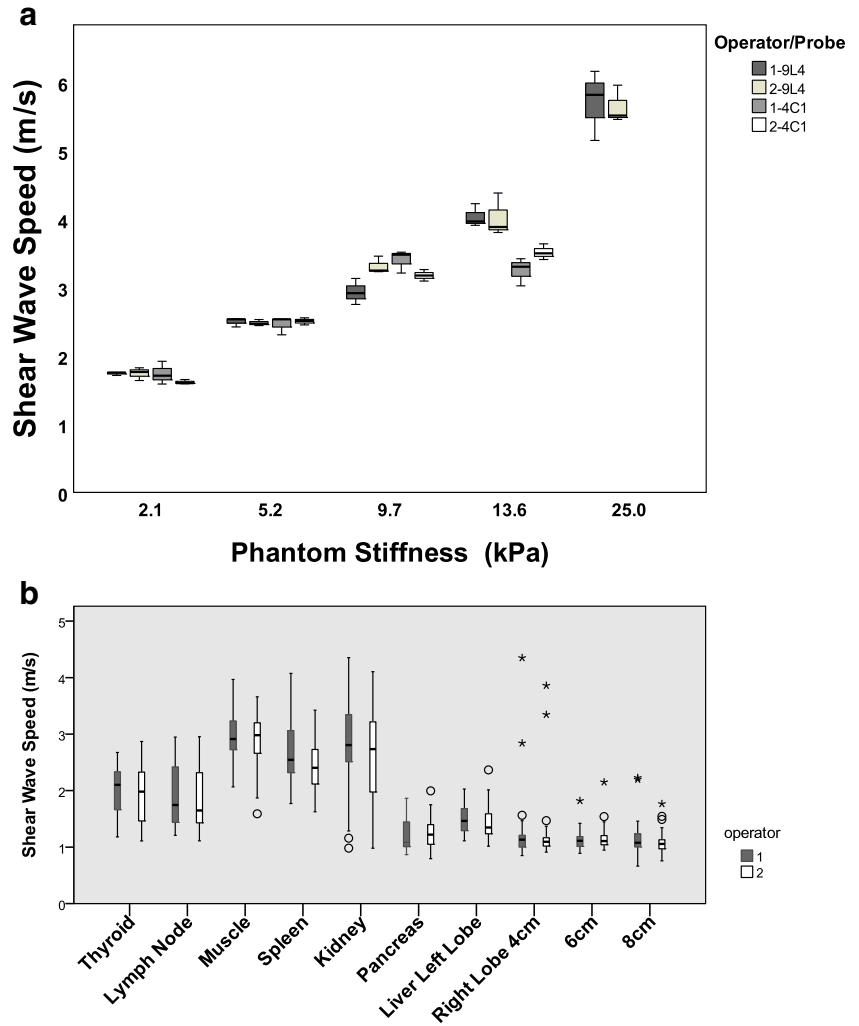 a
Operator/Probe
1-9L4
2-9L4
1-4C1
2-4C1
Shear Wave Speed (m/s)
6
5
4
3
2
1
0
2.1 5.2 9.7 13.6 25.0
Phantom Stiffness (kPa)
b
Shear Wave Speed (m/s)
5
4
3
2
1
0
operator
1
2
Thyroid
Lymph Node
Muscle
Spleen
Kidney
Pancreas
Liver Left Lobe
Right Lobe 4cm
6cm
8cm